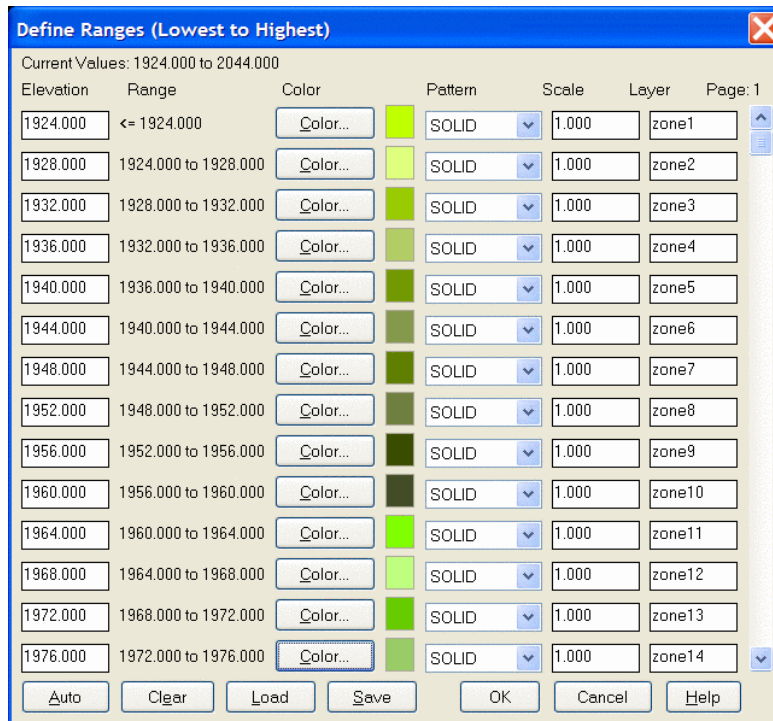 Define Ranges (Lowest to Highest)
Current Values: 1924.000 to 2044.000
Elevation Range Color Pattern Scale Layer Page: 1
1924.000 <= 1924.000 Color... SOLID 1.000 zone1
1928.000 1924.000 to 1928.000 Color... SOLID 1.000 zone2
1932.000 1928.000 to 1932.000 Color... SOLID 1.000 zone3
1936.000 1932.000 to 1936.000 Color... SOLID 1.000 zone4
1940.000 1936.000 to 1940.000 Color... SOLID 1.000 zone5
1944.000 1940.000 to 1944.000 Color... SOLID 1.000 zone6
1948.000 1944.000 to 1948.000 Color... SOLID 1.000 zone7
1952.000 1948.000 to 1952.000 Color... SOLID 1.000 zone8
1956.000 1952.000 to 1956.000 Color... SOLID 1.000 zone9
1960.000 1956.000 to 1960.000 Color... SOLID 1.000 zone10
1964.000 1960.000 to 1964.000 Color... SOLID 1.000 zone11
1968.000 1964.000 to 1968.000 Color... SOLID 1.000 zone12
1972.000 1968.000 to 1972.000 Color... SOLID 1.000 zone13
1976.000 1972.000 to 1976.000 Color... SOLID 1.000 zone14
Auto Clear Load Save OK Cancel Help